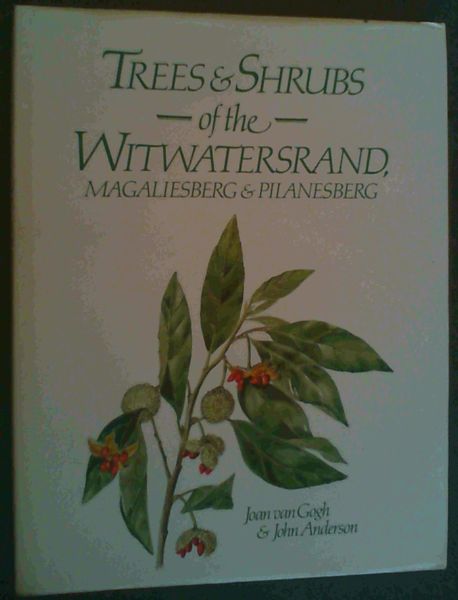 TREES & SHRUBS
of the
WITWATERSRAND,
MAGALIESBERG & PILANESBERG
Joan van Gogh
& John Anderson